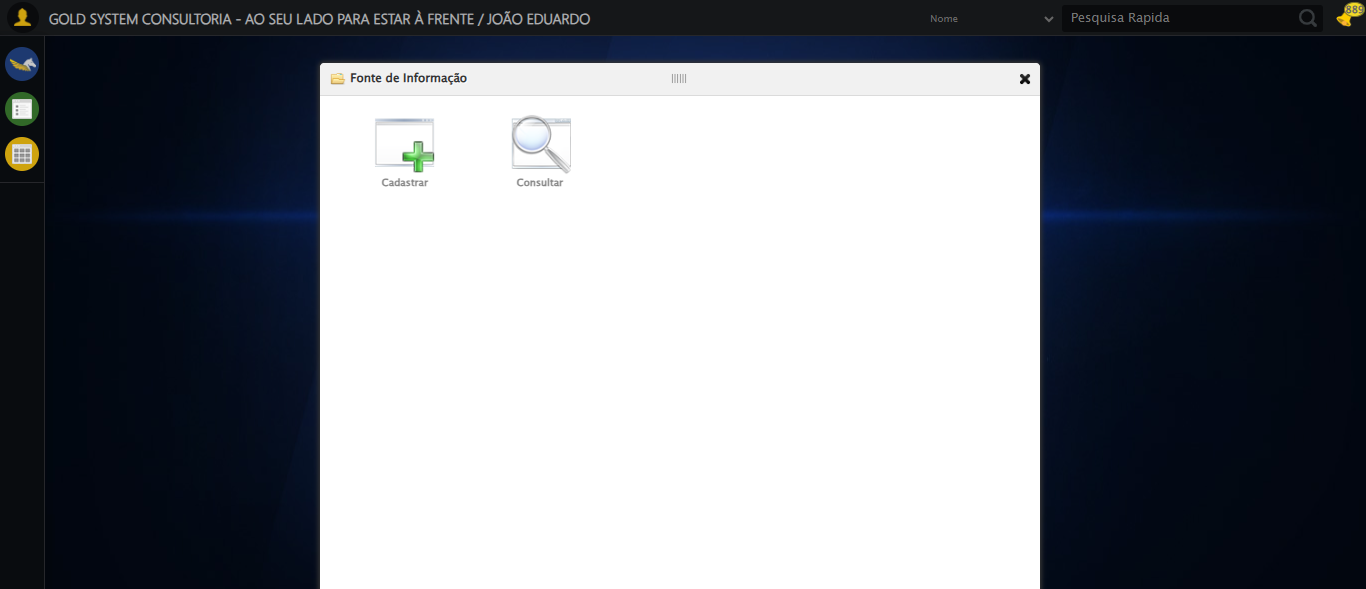 GOLD SYSTEM CONSULTORIA - AO SEU LADO PARA ESTAR À FRENTE / JOÃO EDUARDO
Nome
Pesquisa Rapida
889
Fonte de Informação
Cadastrar
Consultar